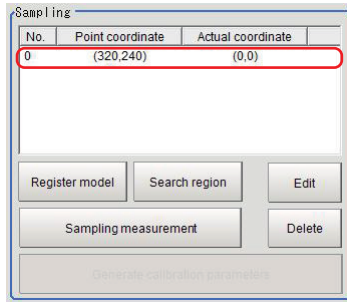 Sampling
No. Point coordinate Actual coordinate
0 (320,240) (0,0)
Register model Search region Edit
Sampling measurement Delete
Generate calibration parameters